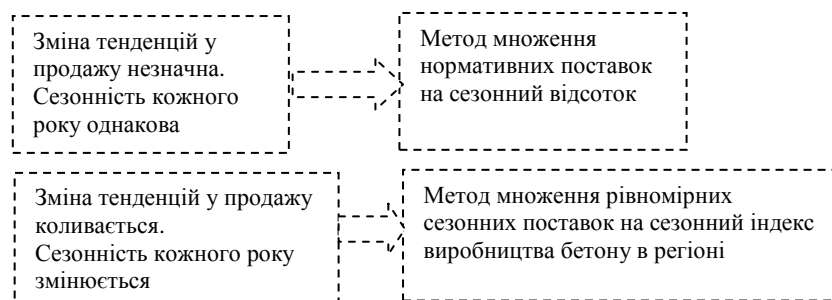 Зміна тенденцій у
продажу незначна.
Сезонність кожного
року однакова
Метод множення
нормативних поставок
на сезонний відсоток
Зміна тенденцій у продажу
коливається.
Сезонність кожного року
змінюється
Метод множення рівномірних
сезонних поставок на сезонний індекс
виробництва бетону в регіоні